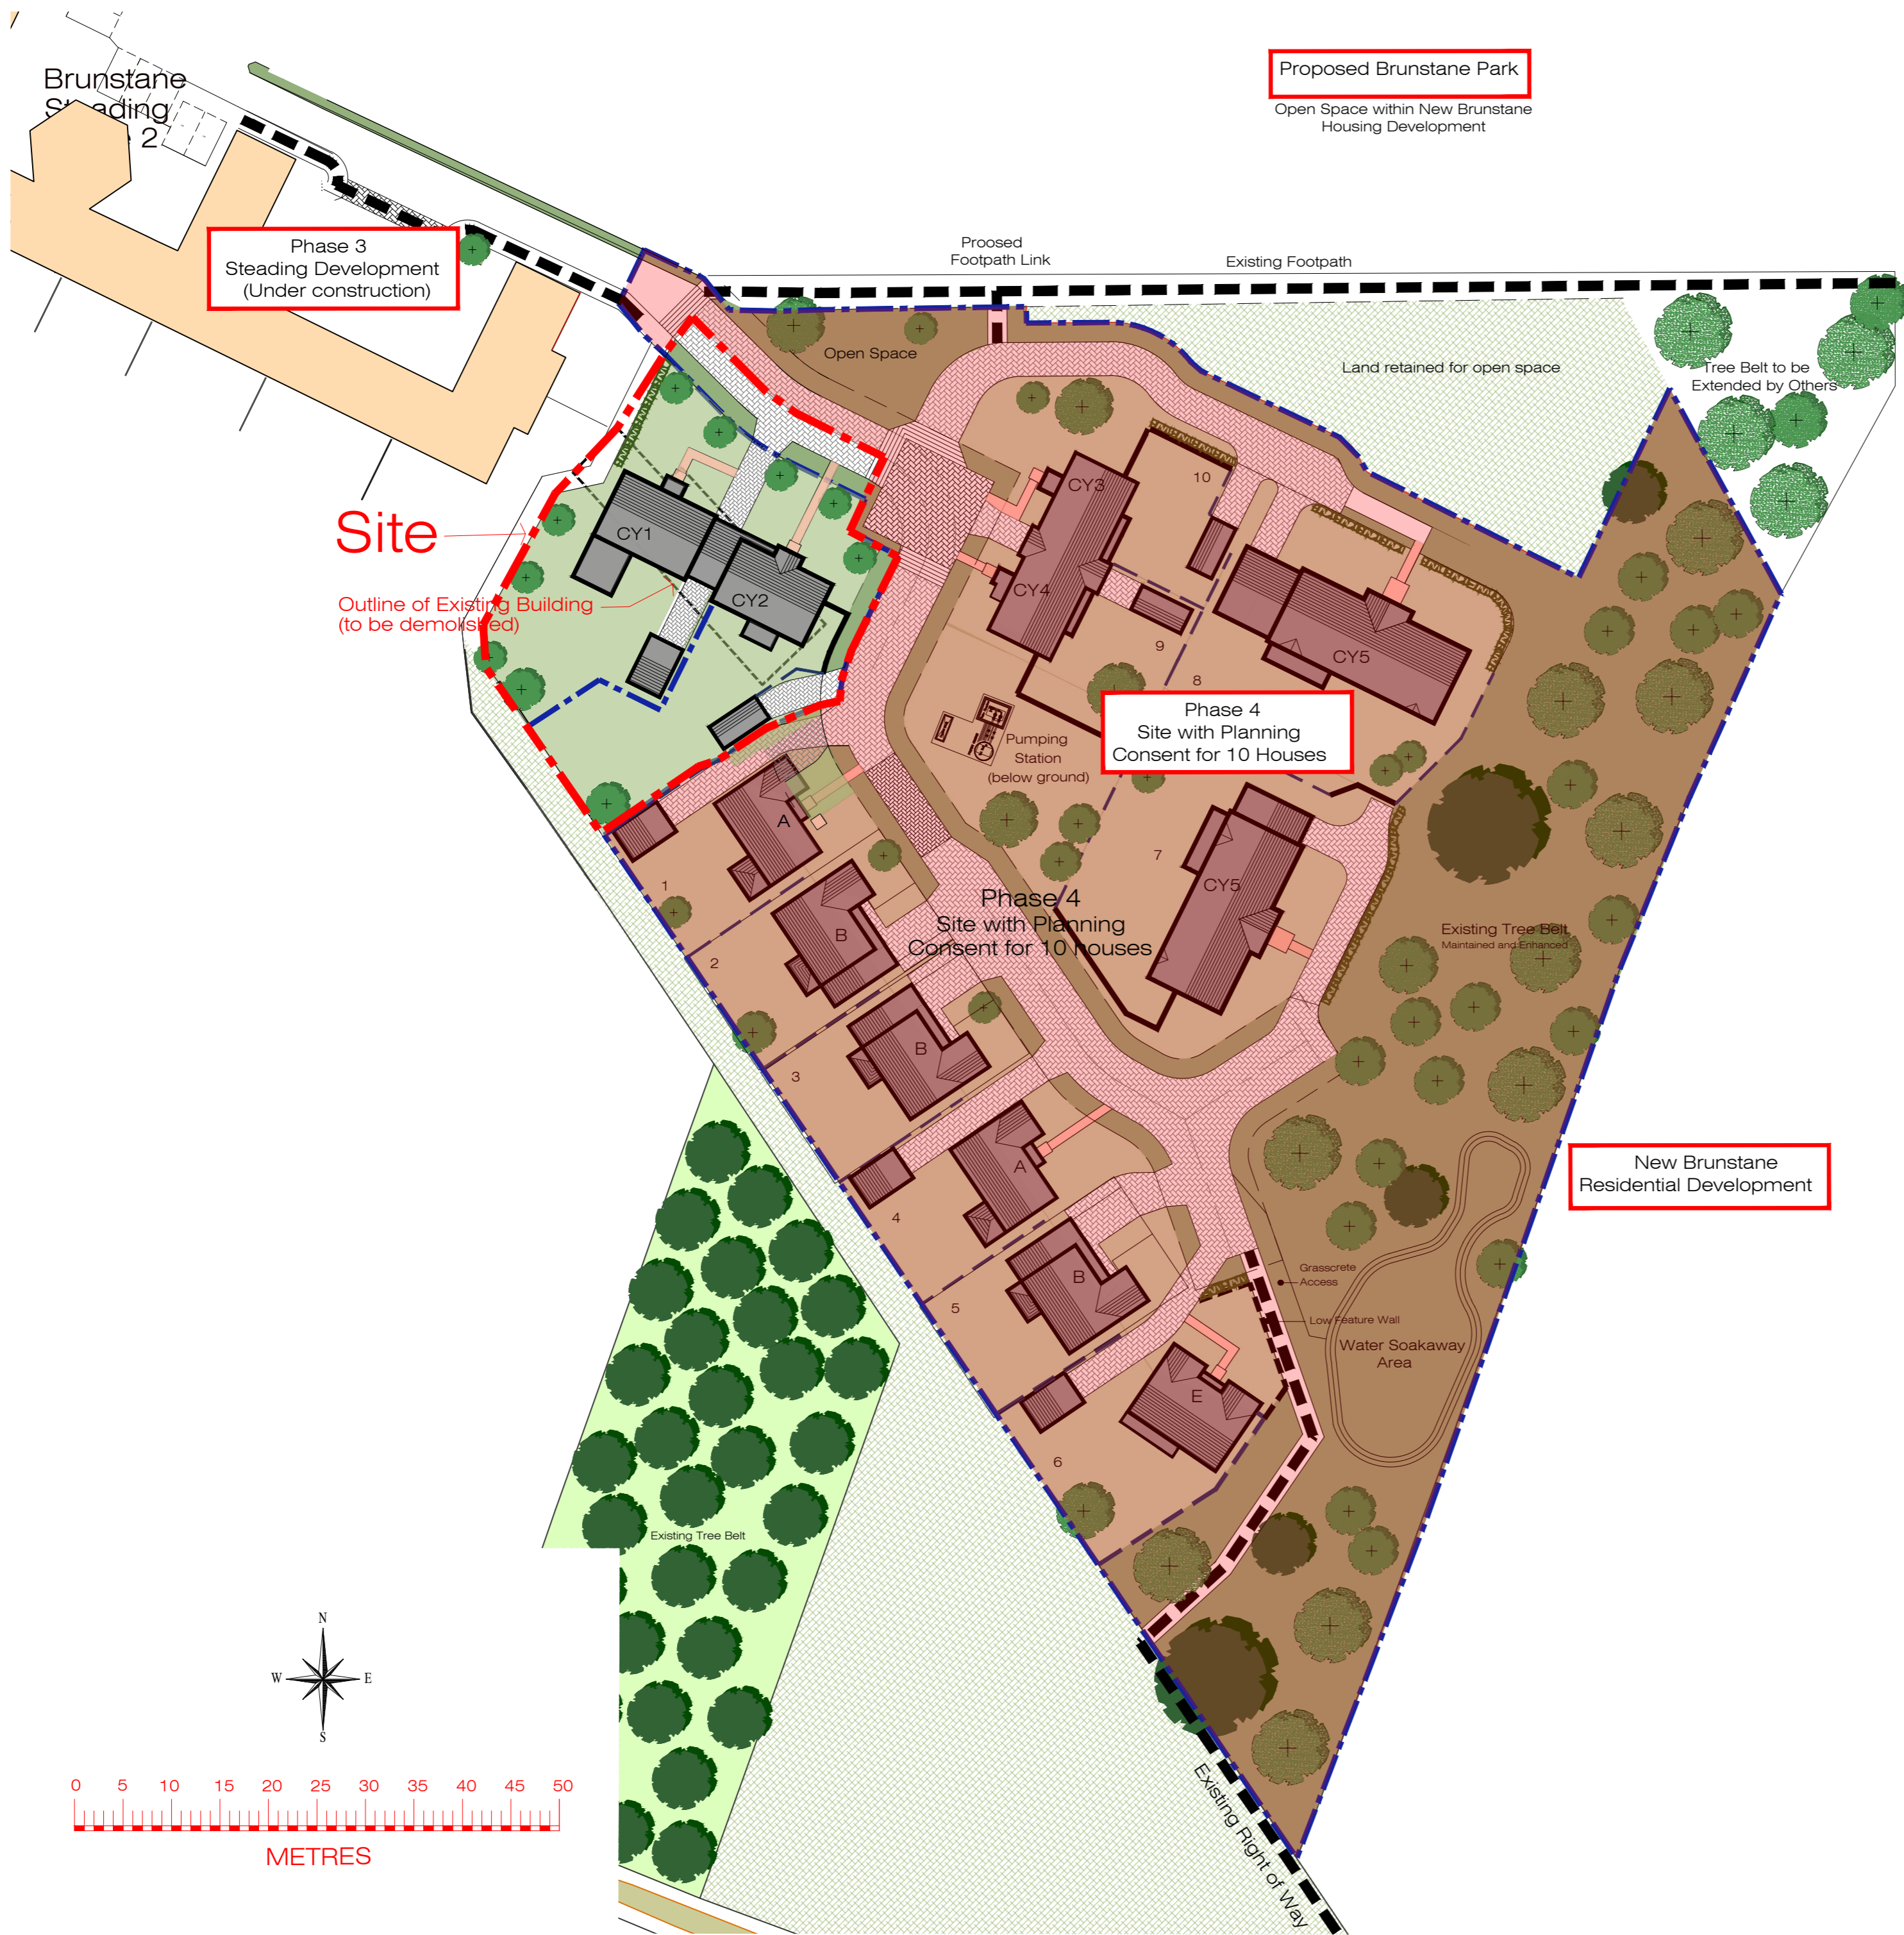 Brunstane
Steading
2
Proposed Brunstane Park
Open Space within New Brunstane
Housing Development
Phase 3
Steading Development
(Under construction)
Proosed
Footpath Link
Existing Footpath
Open Space
Land retained for open space
Tree Belt to be
Extended by Others
Site
Outline of Existing Building
(to be demolished)
CY1
CY2
CY3
CY4
CY5
10
9
8
Phase 4
Site with Planning
Consent for 10 Houses
Pumping
Station
(below ground)
7
CY5
A
1
B
2
Phase 4
Site with Planning
Consent for 10 houses
Existing Tree Belt
Maintained and Enhanced
B
3
A
4
B
5
New Brunstane
Residential Development
Grasscrete
Access
Low Feature Wall
Water Soakaway
Area
E
6
Existing Tree Belt
N
W
E
S
0 5 10 15 20 25 30 35 40 45 50
METRES
Existing Right of Way